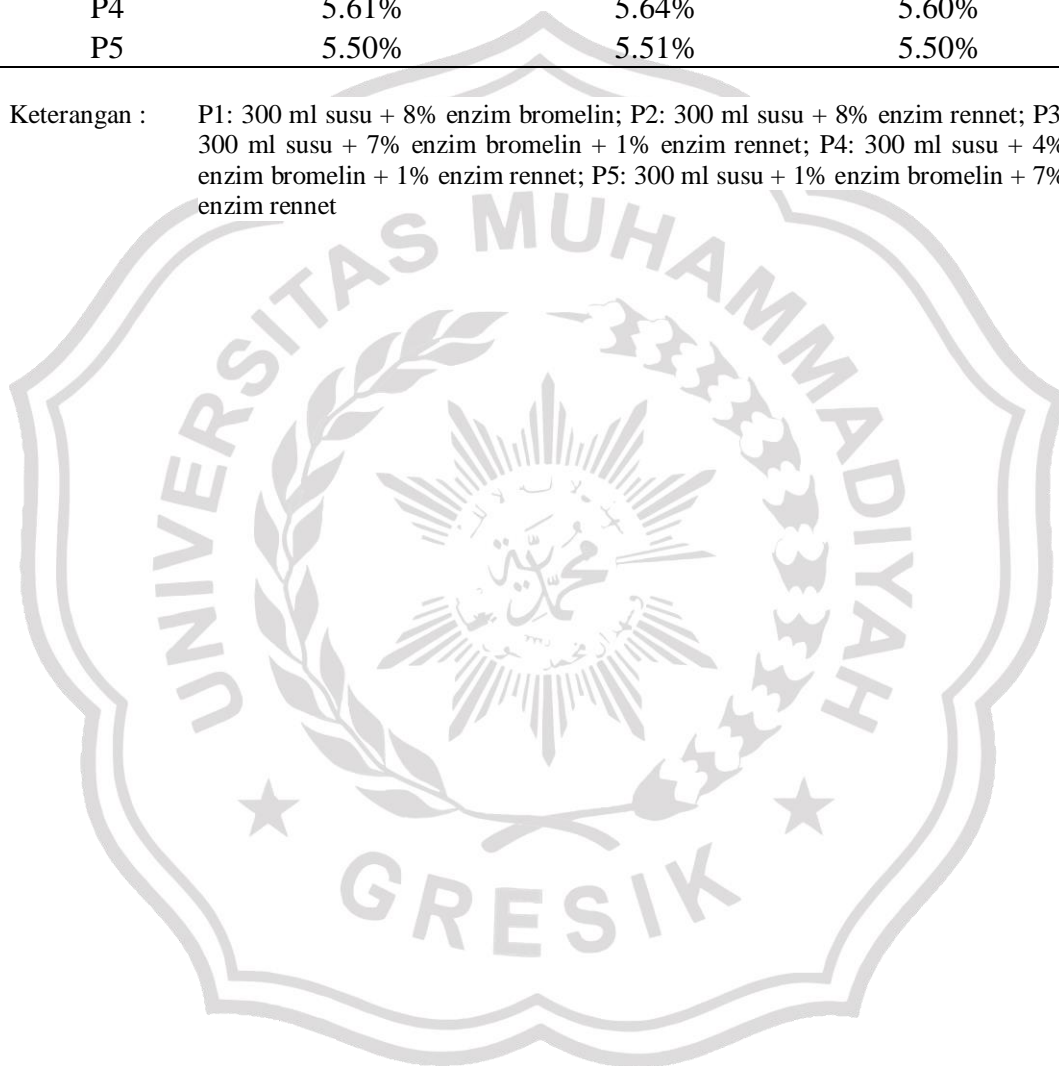 P4 5.61% 5.64% 5.60%
P5 5.50% 5.51% 5.50%
Keterangan : P1: 300 ml susu + 8% enzim bromelin; P2: 300 ml susu + 8% enzim rennet; P3
300 ml susu + 7% enzim bromelin + 1% enzim rennet; P4: 300 ml susu + 4%
enzim bromelin + 1% enzim rennet; P5: 300 ml susu + 1% enzim bromelin + 7%
enzim rennet
UNIVERSITAS MUHAMMADIYAH
GRESIK